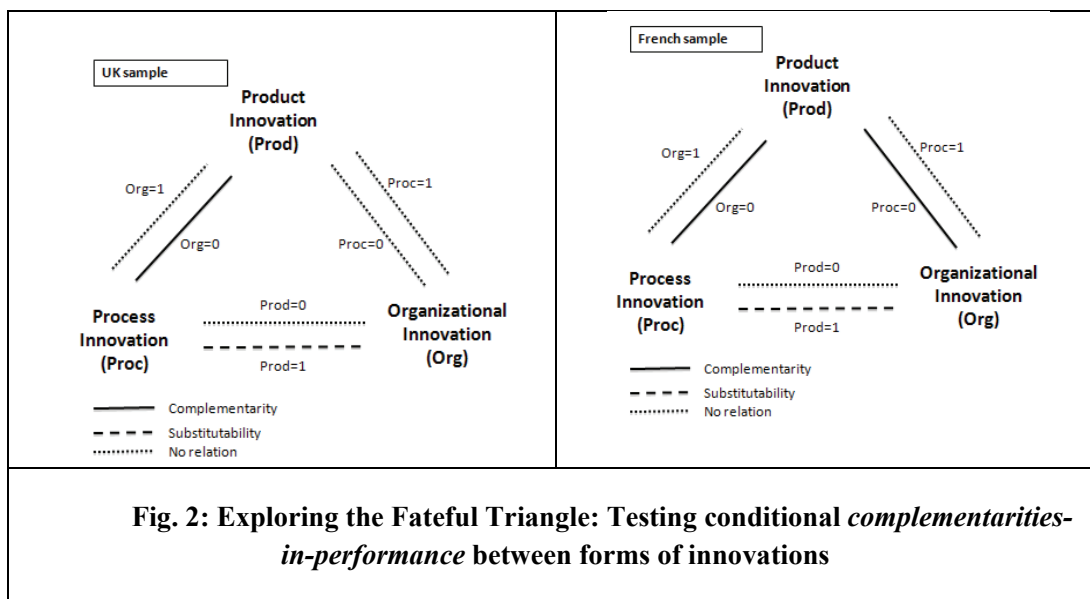 UK sample
Product
Innovation
(Prod)
Org=1
Org=0
Proc=1
Proc=0
Process
Innovation
(Proc)
Prod=0
Prod=1
Organizational
Innovation
(Org)
Complementarity
Substitutability
No relation
French sample
Product
Innovation
(Prod)
Org=1
Org=0
Proc=1
Proc=0
Process
Innovation
(Proc)
Prod=0
Prod=1
Organizational
Innovation
(Org)
Complementarity
Substitutability
No relation
Fig. 2: Exploring the Fateful Triangle: Testing conditional complementarities-
in-performance between forms of innovations